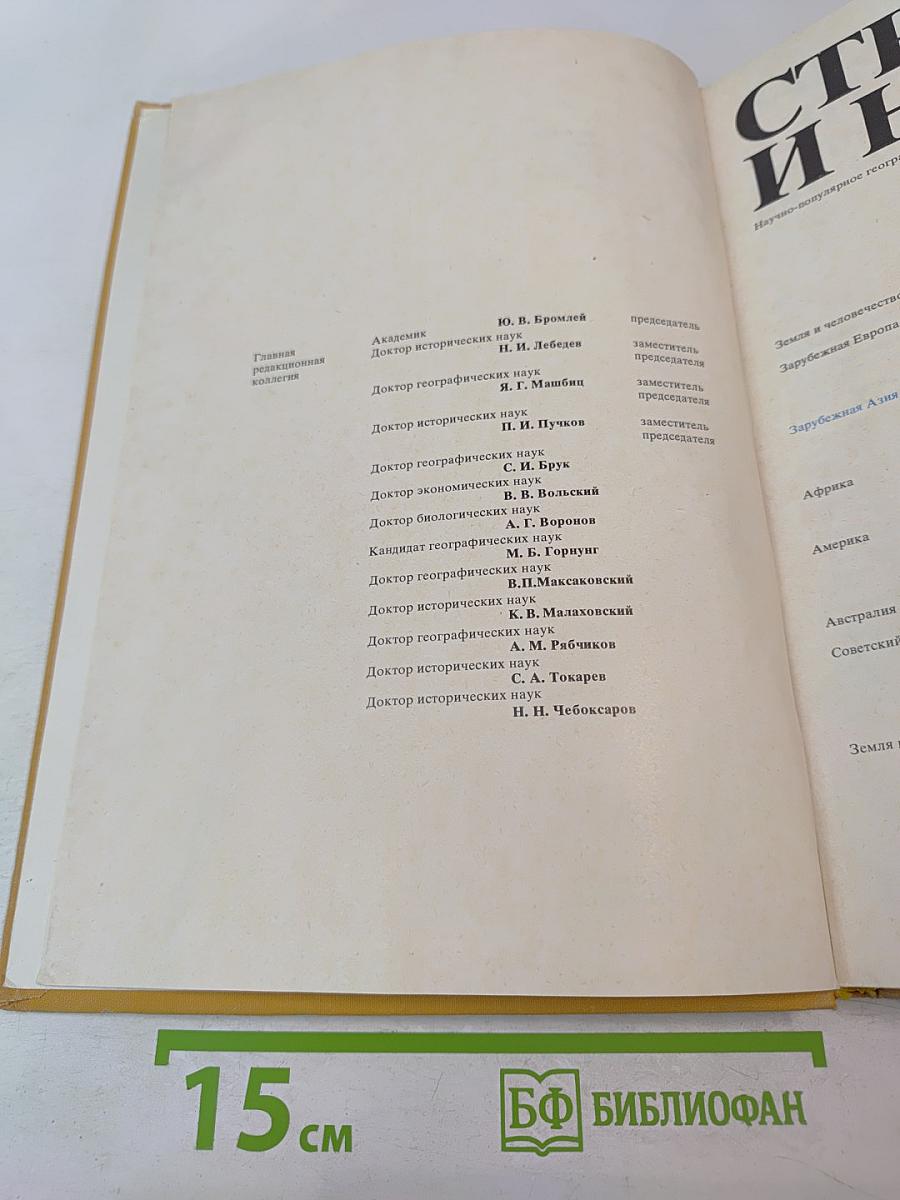 Главная
редакционная
коллегия
Академик
Ю. В. Бромлей председатель
Доктор исторических наук
Н. И. Лебедев заместитель
председателя
Доктор географических наук
Я. Г. Машбиц заместитель
председателя
Доктор исторических наук
П. И. Пучков заместитель
председателя
Доктор географических наук
С. И. Брук
Доктор экономических наук
В. В. Вольский
Доктор биологических наук
А. Г. Воронов
Кандидат географических наук
М. Б. Горнунг
Доктор географических наук
В.П.Максаковский
Доктор исторических наук
К. В. Малаховский
Доктор географических наук
А. М. Рябчиков
Доктор исторических наук
С. А. Токарев
Доктор исторических наук
Н. Н. Чебоксаров
И
Научно-популярное
Земля и человечество
Зарубежная Европа
Зарубежная Азия
Африка
Америка
Австралия
Советский
Земля
15 см
БФ БИБЛИОФАН